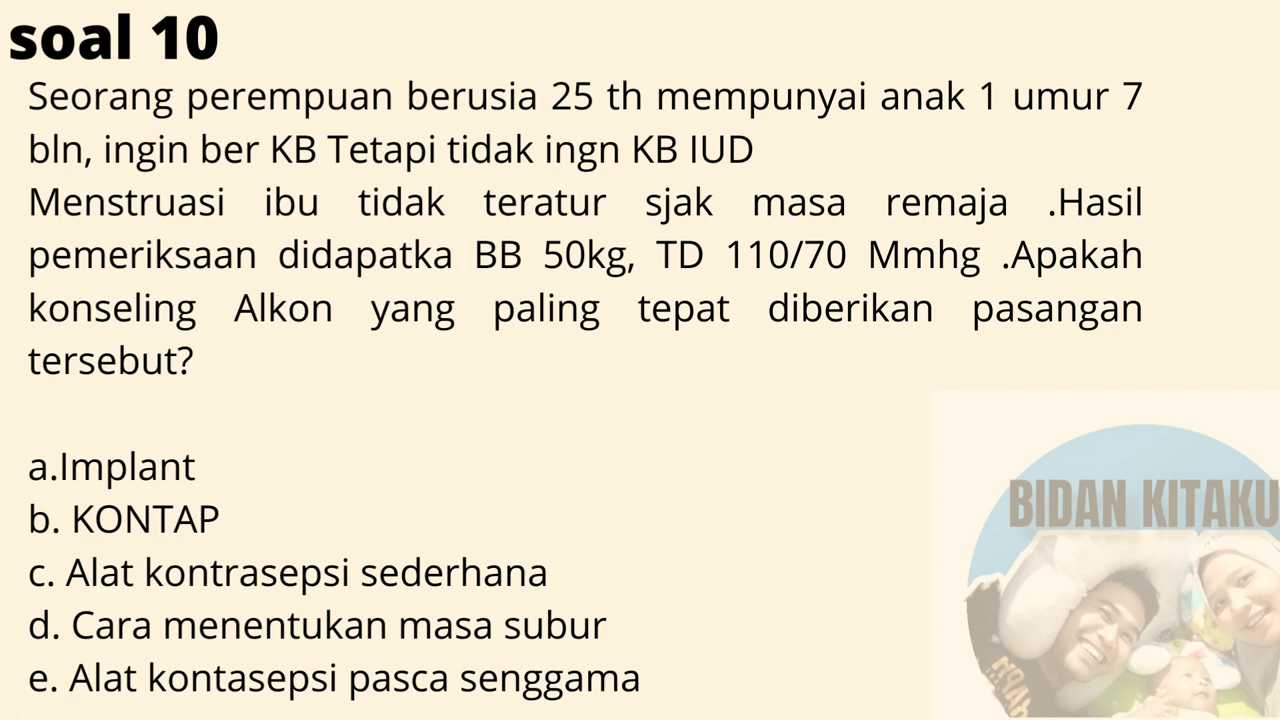 soal 10
Seorang perempuan berusia 25 th mempunyai anak 1 umur 7
bln, ingin ber KB Tetapi tidak ingn KB IUD
Menstruasi ibu tidak teratur sjak masa remaja .Hasil
pemeriksaan didapatka BB 50kg, TD 110/70 Mmhg .Apakah
konseling Alkon yang paling tepat diberikan pasangan
tersebut?
a.Implant
b. KONTAP
c. Alat kontrasepsi sederhana
d. Cara menentukan masa subur
e. Alat kontasepsi pasca senggama
BIDAN KITAKU